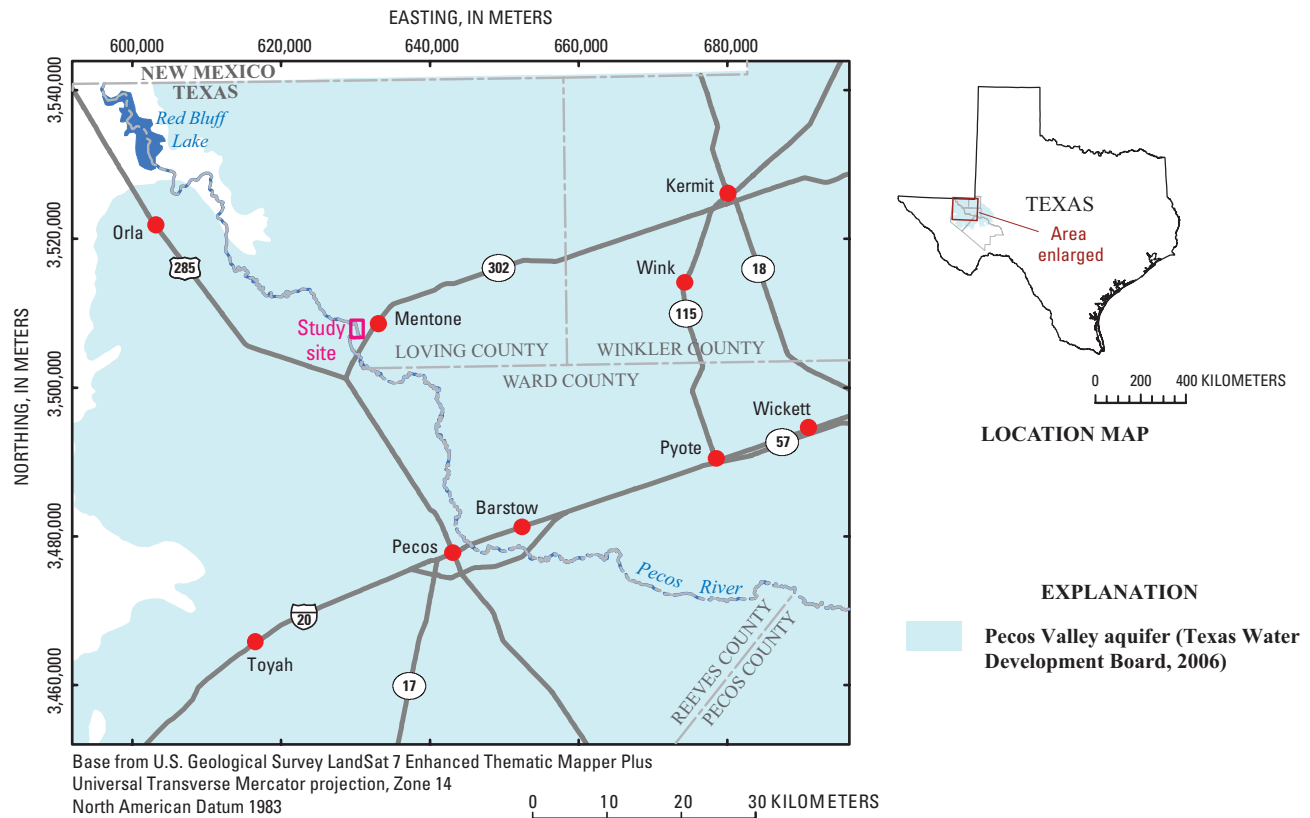 EASTING, IN METERS
600,000
620,000
640,000
660,000
680,000
NORTHING, IN METERS
3,540,000
3,520,000
3,500,000
3,480,000
3,460,000
NEW MEXICO
TEXAS
Red Bluff
Lake
Kermit
Orla
285
302
Wink
18
115
Study
site
Mentone
LOVING COUNTY
WINKLER COUNTY
WARD COUNTY
Wickett
Pyote
57
Barstow
Pecos
Pecos River
20
Toyah
17
REEVES COUNTY
PECOS COUNTY
Base from U.S. Geological Survey LandSat 7 Enhanced Thematic Mapper Plus
Universal Transverse Mercator projection, Zone 14
North American Datum 1983
0 10 20 30 KILOMETERS
TEXAS
Area
enlarged
0 200 400 KILOMETERS
LOCATION MAP
EXPLANATION
Pecos Valley aquifer (Texas Water
Development Board, 2006)